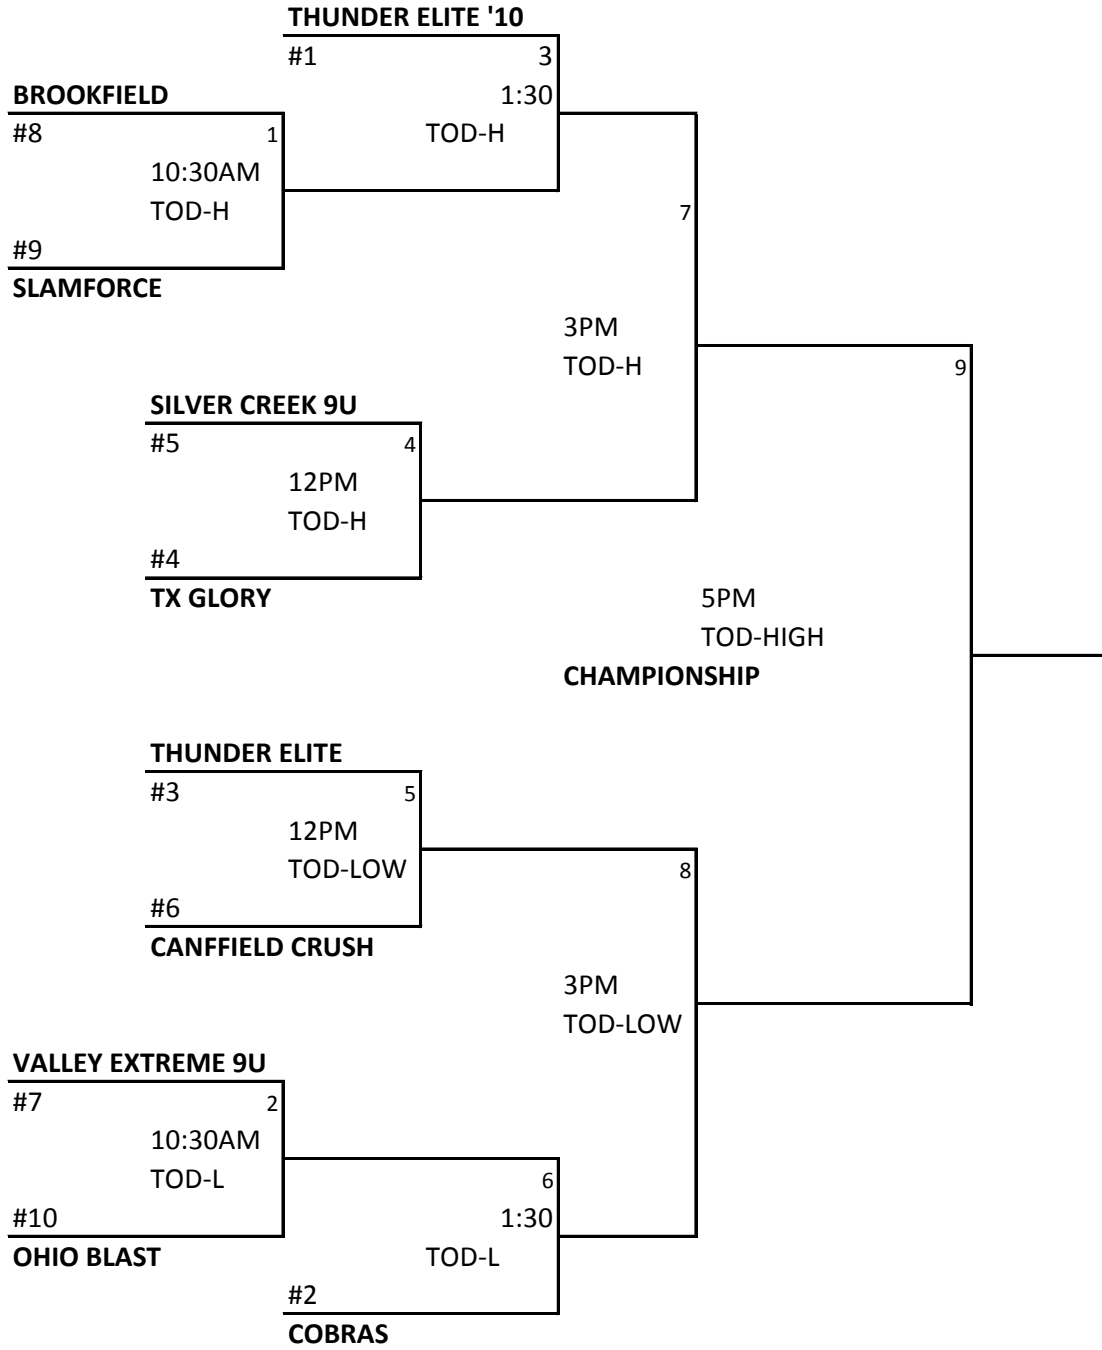 THUNDER ELITE '10
#1 3
BROOKFIELD 1:30
#8 1 TOD-H
10:30AM
TOD-H 7
#9
SLAMFORCE
3PM
TOD-H 9
SILVER CREEK 9U
#5 4
12PM
TOD-H
#4
TX GLORY 5PM
TOD-HIGH
CHAMPIONSHIP
THUNDER ELITE
#3 5
12PM
TOD-LOW 8
#6
CANFFIELD CRUSH
3PM
TOD-LOW
VALLEY EXTREME 9U
#7 2
10:30AM
TOD-L 6
#10 1:30
OHIO BLAST TOD-L
#2
COBRAS